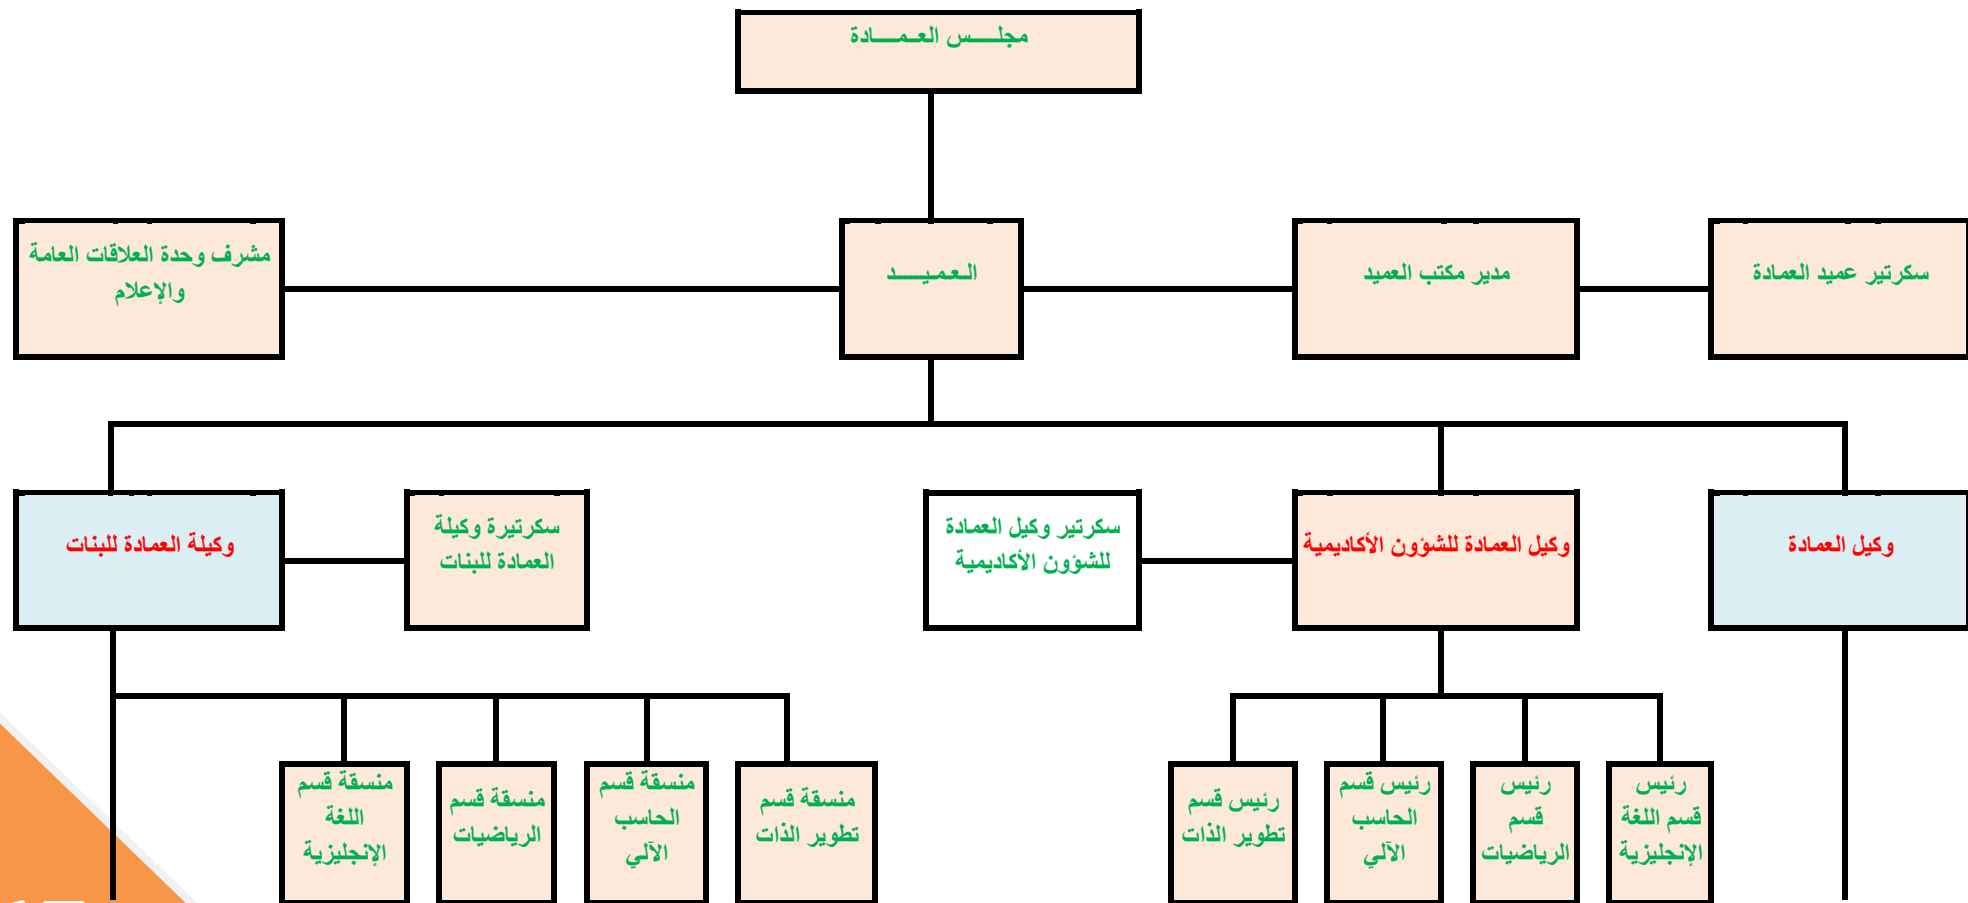 مجلس العمادة
سكرتير عميد العمادة
مدير مكتب العميد
العميد
مشرف وحدة العلاقات العامة
والإعلام
وكيل العمادة
وكيل العمادة للشؤون الأكاديمية
سكرتير وكيل العمادة
للشؤون الأكاديمية
سكرتيرة وكيلة
العمادة للبنات
وكيلة العمادة للبنات
رئيس
قسم اللغة
الإنجليزية
رئيس
قسم
الرياضيات
رئيس قسم
الحاسب
الآلي
رئيس قسم
تطوير الذات
منسقة قسم
تطوير الذات
منسقة قسم
الحاسب
الآلي
منسقة قسم
الرياضيات
منسقة قسم
اللغة
الإنجليزية